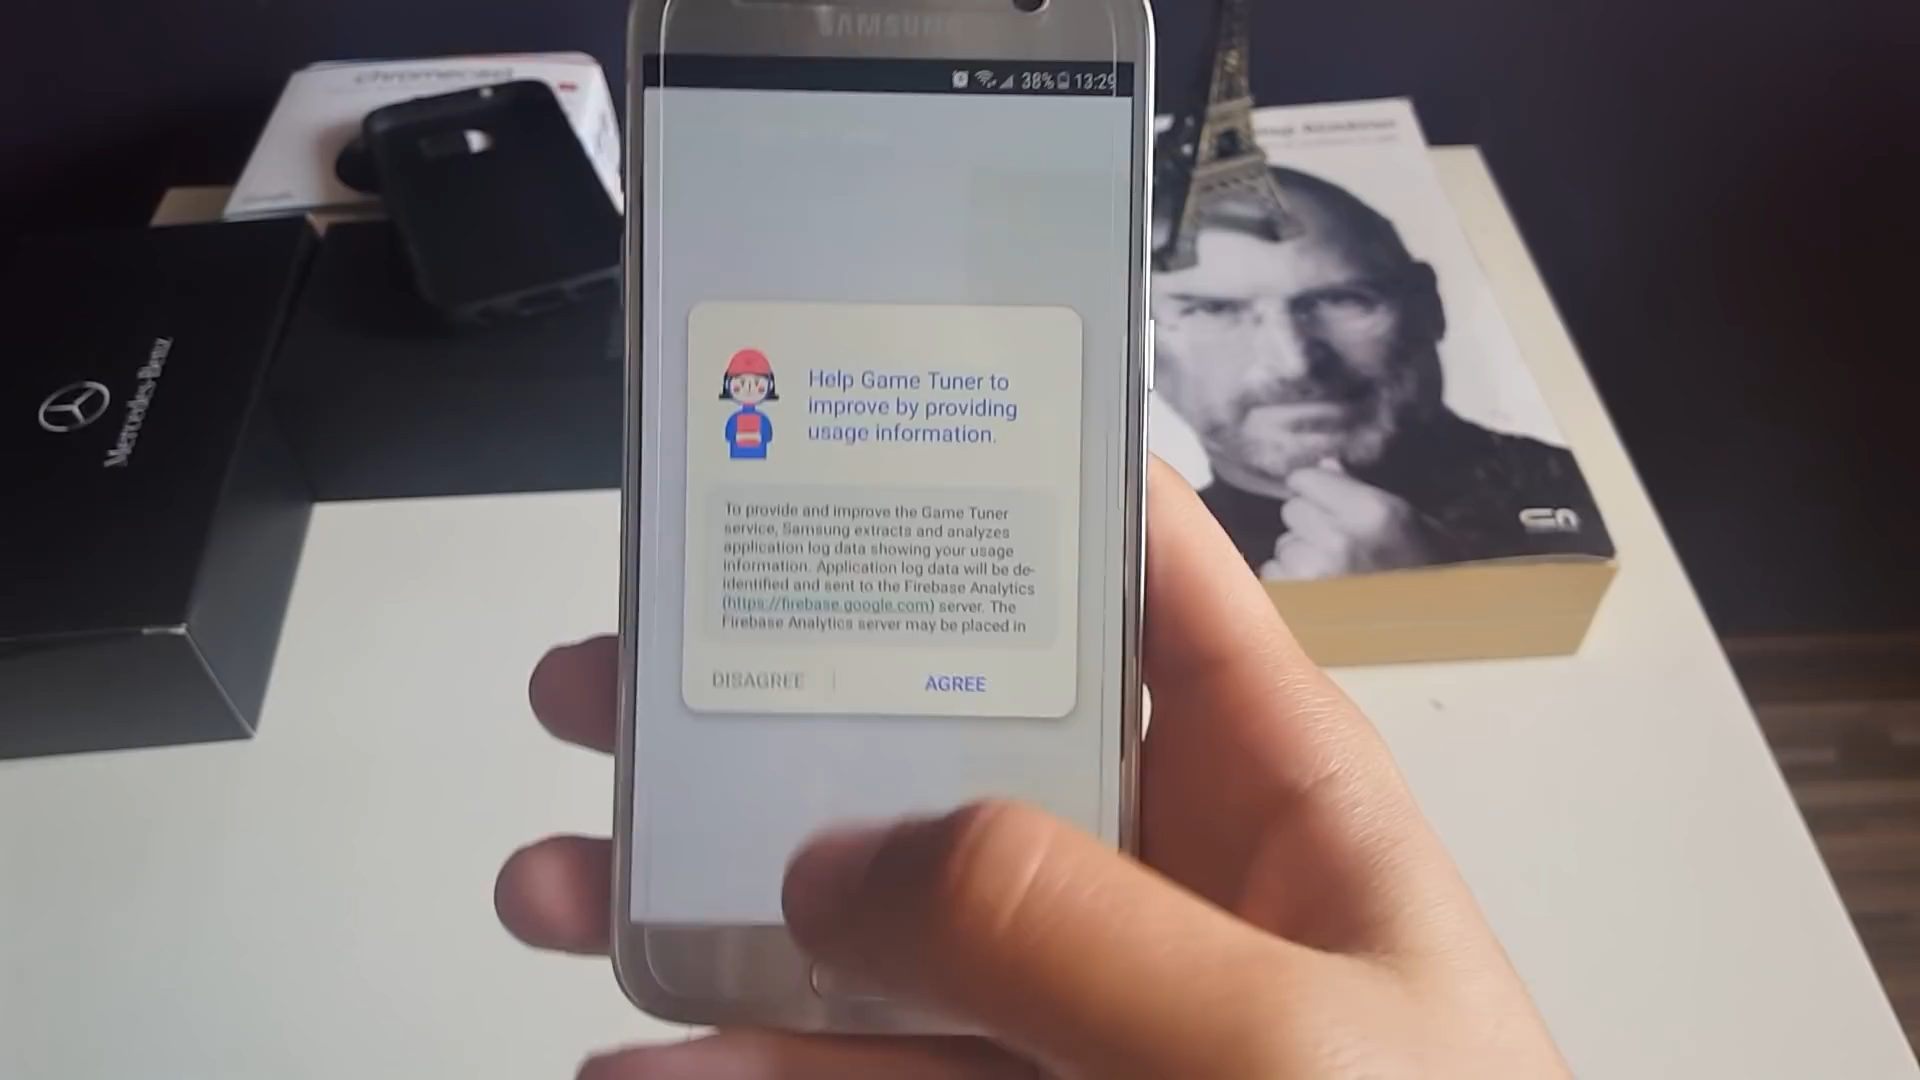 SAMSUNG
chromecast
38% 13:29
Mercedes-Benz
Help Game Tuner to
improve by providing
usage information.
To provide and improve the Game Tuner
service, Samsung extracts and analyzes
application log data showing your usage
information. Application log data will be de-
identified and sent to the Firebase Analytics
(https://firebase.google.com) server. The
Firebase Analytics server may be placed in
DISAGREE
AGREE